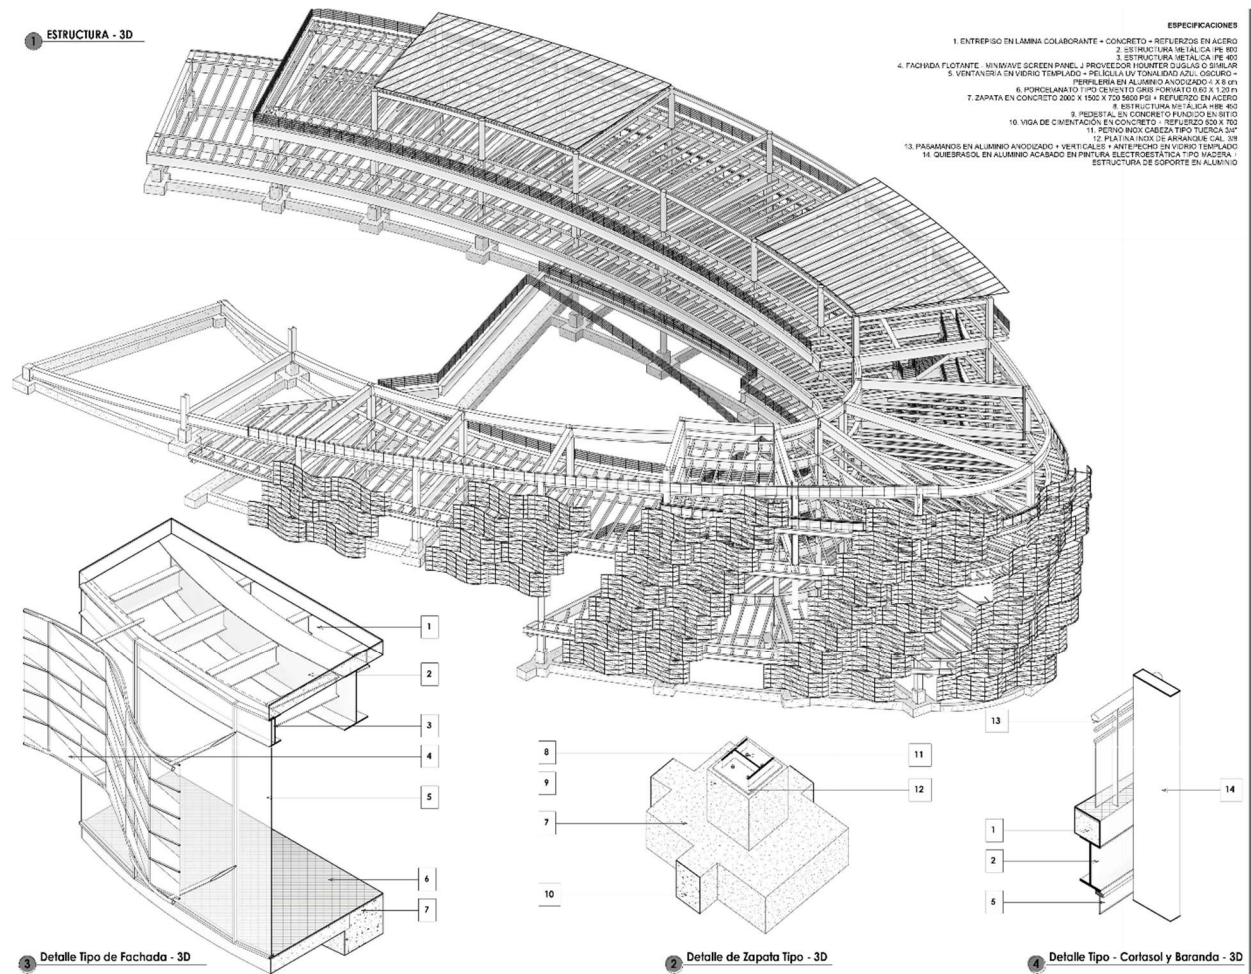 1 ESTRUCTURA - 3D
ESPECIFICACIONES
1. ENTREPISO EN LAMINA COLABORANTE + CONCRETO + REFUERZOS EN ACERO
2. ESTRUCTURA METÁLICA IPE 600
3. ESTRUCTURA METÁLICA IPE 400
4. FACHADA FLOTANTE - MINIWAVE SCREEN PANEL J PROVEEDOR HOUNTER DUGLAS O SIMILAR
5. VENTANERIA EN VIDRIO TEMPLADO + PELÍCULA UV TONALIDAD AZUL OSCURO +
PERFILERÍA EN ALUMINIO ANODIZADO 4 X 8 cm
6. PORCELANATO TIPO CEMENTO GRIS FORMATO 0,60 X 1,20 m
7. ZAPATA EN CONCRETO 2000 X 1500 X 700 5600 PSI + REFUERZO EN ACERO
8. ESTRUCTURA METÁLICA HBE 450
9. PEDESTAL EN CONCRETO FUNDIDO EN SITIO
10. VIGA DE CIMENTACIÓN EN CONCRETO + REFUERZO 500 X 700
11. PERNO INOX CABEZA TIPO TUERCA 3/4"
12. PLATINA INOX DE ARRANQUE CAL. 3/8
13. PASAMANOS EN ALUMINIO ANODIZADO + VERTICALES + ANTEPECHO EN VIDRIO TEMPLADO
14. QUIEBRASOL EN ALUMINIO ACABADO EN PINTURA ELECTROESTÁTICA TIPO MADERA +
ESTRUCTURA DE SOPORTE EN ALUMINIO
1
2
3
4
5
6
7
3 Detalle Tipo de Fachada - 3D
8
9
7
10
11
12
2 Detalle de Zapata Tipo - 3D
13
1
2
5
14
4 Detalle Tipo - Cortasol y Baranda - 3D